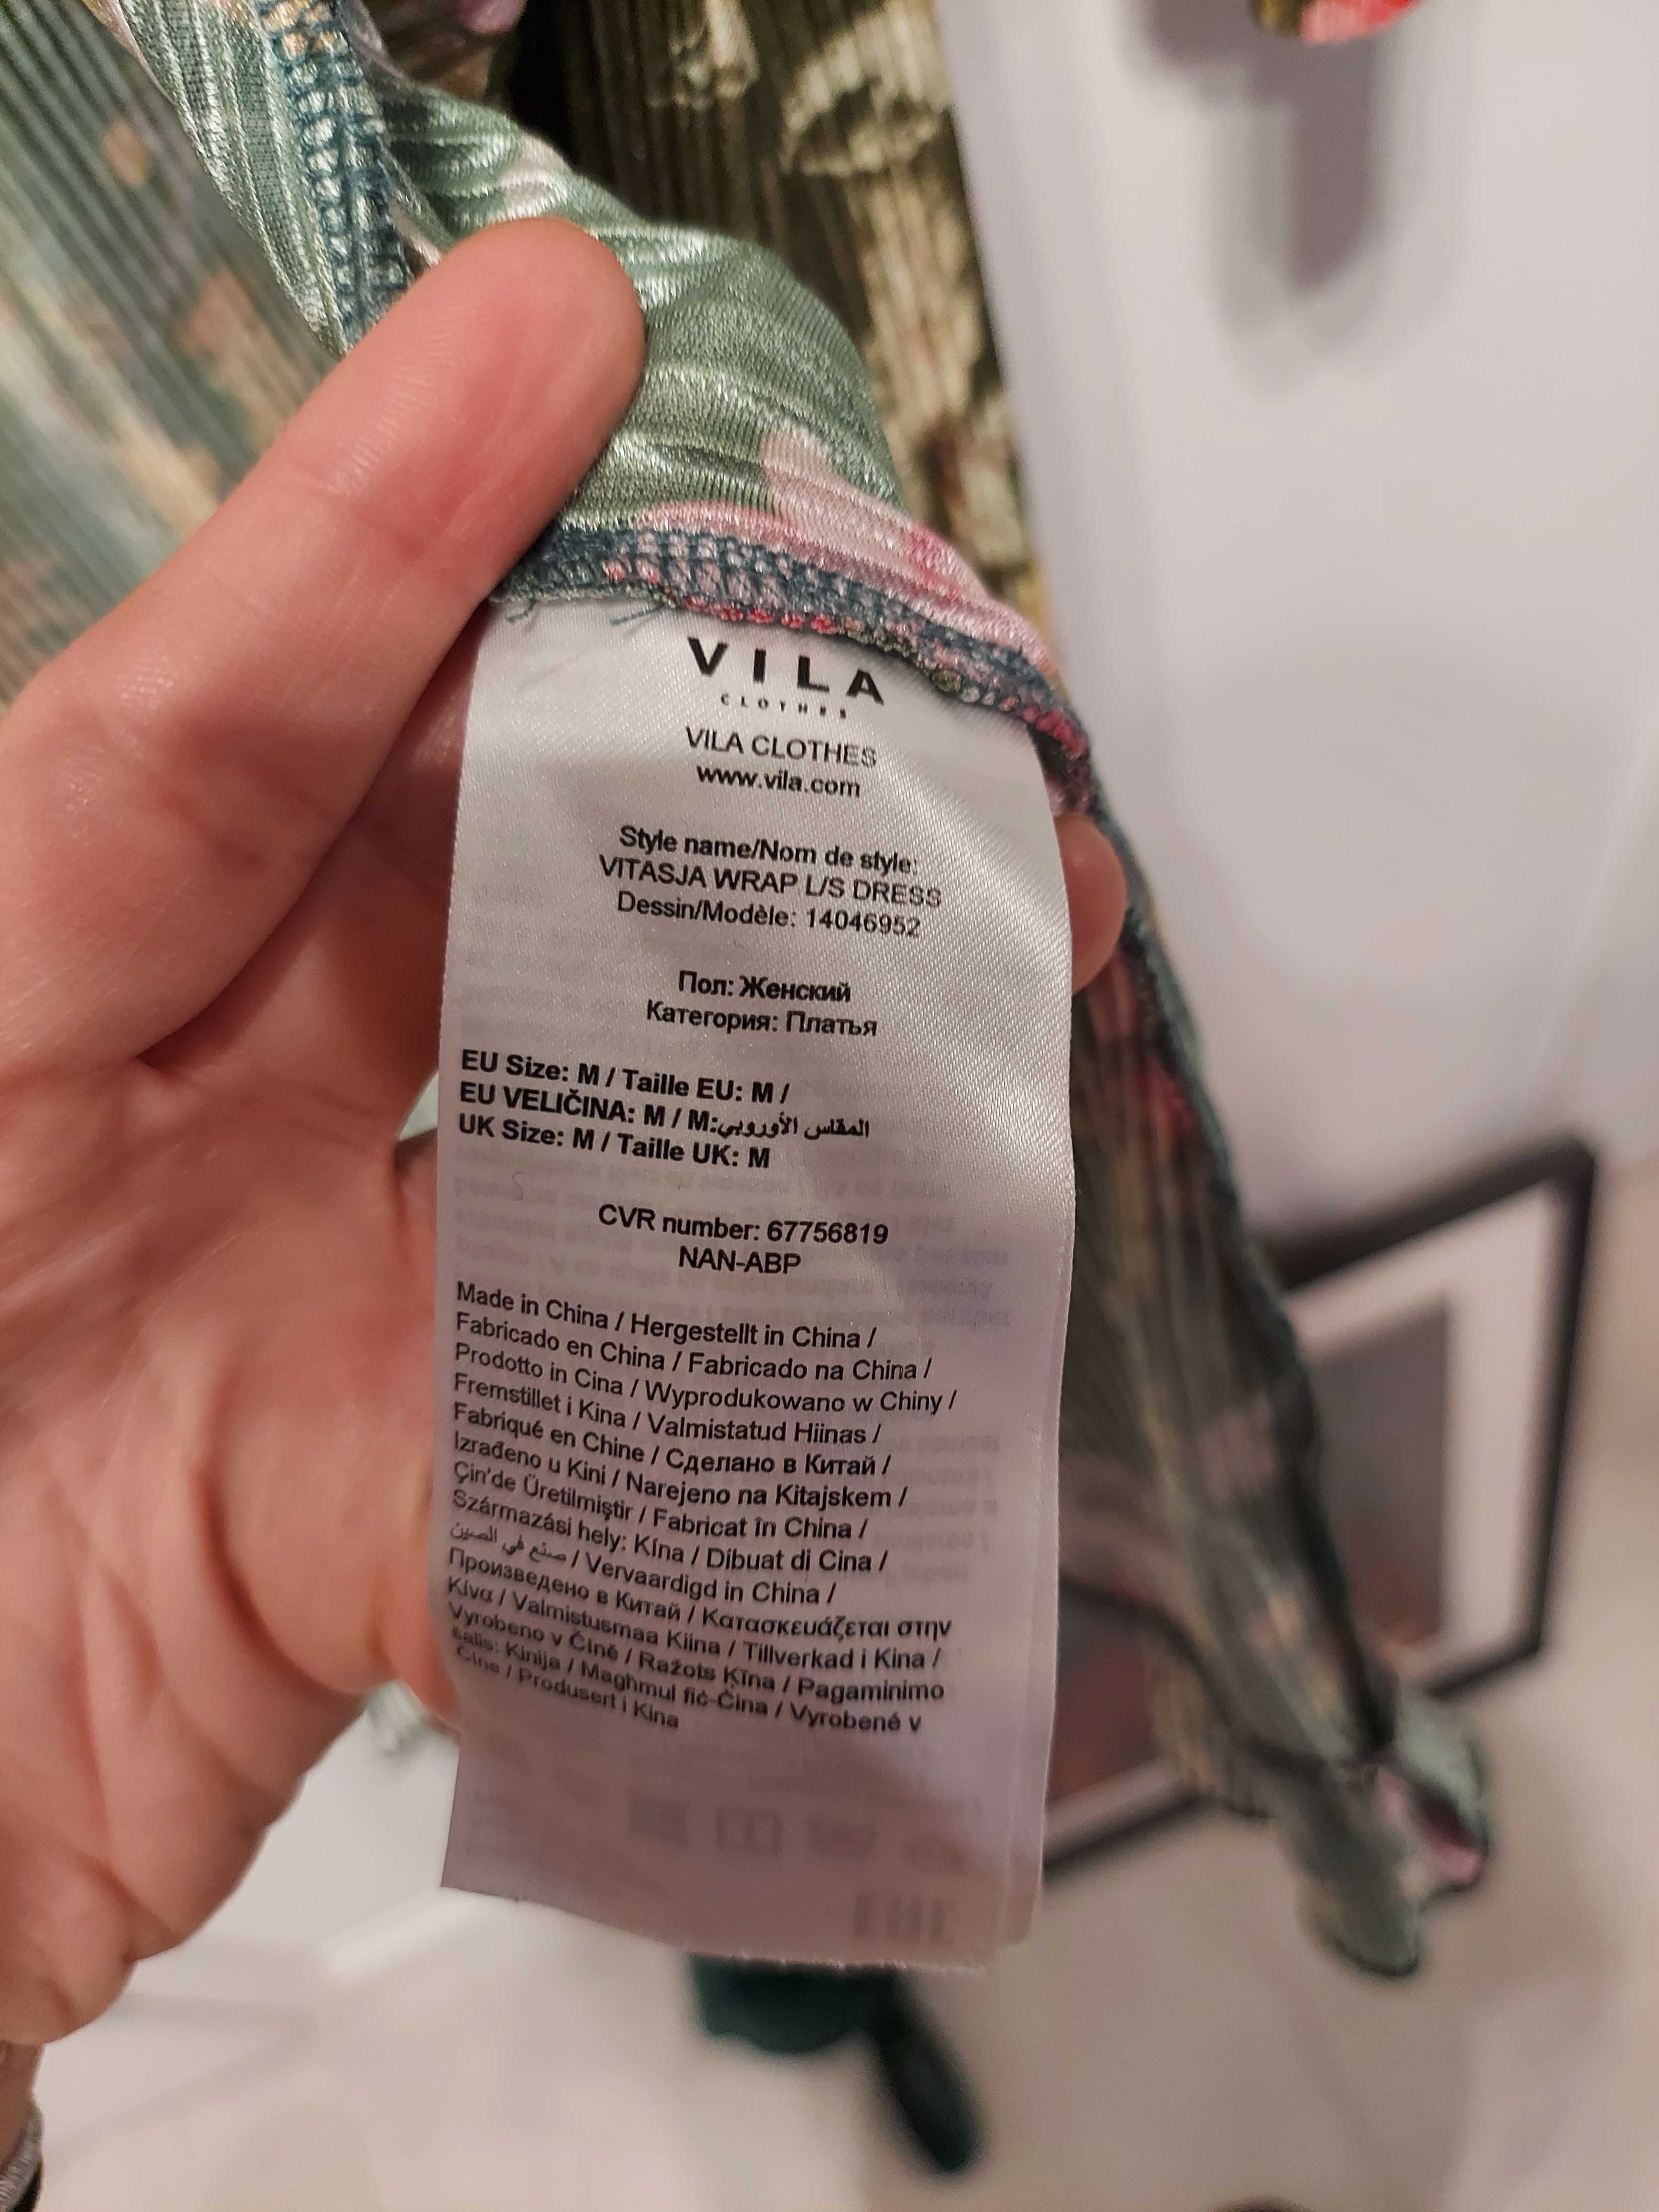 VILA
CLOTHES
VILA CLOTHES
www.vila.com
Style name/Nom de style:
VITASJA WRAP L/S DRESS
Dessin/Modèle: 14046952
Пол: Женский
Категория: Платья
EU Size: M / Taille EU: M /
EU VELIČINA: M / M:المقاس الأوروبي
UK Size: M / Taille UK: M
CVR number: 67756819
NAN-ABP
Made in China / Hergestellt in China /
Fabricado en China / Fabricado na China /
Prodotto in Cina / Wyprodukowano w Chiny /
Fremstillet i Kina / Valmistatud Hiinas /
Fabriqué en Chine / Сделано в Китай /
Izrađeno u Kini / Narejeno na Kitajskem /
Çin'de Üretilmiştir / Fabricat în China /
Származási hely: Kína / Dibuat di Cina /
صنع في الصين / Vervaardigd in China /
Произведено в Китай / Κατασκευάζεται στην
Κίνα / Valmistusmaa Kiina / Tillverkad i Kina /
Vyrobeno v Číně / Ražots Ķīna / Pagaminimo
šalis: Kinija / Magħmul fiċ-Ċina / Vyrobené v
Číne / Produsert i Kina